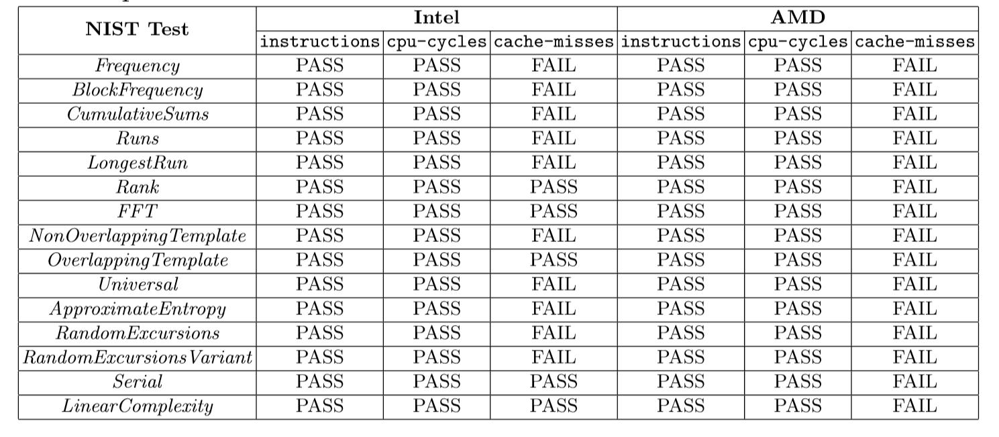 NIST Test Intel AMD
instructions cpu-cycles cache-misses instructions cpu-cycles cache-misses
Frequency PASS PASS FAIL PASS PASS FAIL
BlockFrequency PASS PASS FAIL PASS PASS FAIL
CumulativeSums PASS PASS FAIL PASS PASS FAIL
Runs PASS PASS FAIL PASS PASS FAIL
LongestRun PASS PASS FAIL PASS PASS FAIL
Rank PASS PASS PASS PASS PASS FAIL
FFT PASS PASS PASS PASS PASS FAIL
NonOverlappingTemplate PASS PASS FAIL PASS PASS FAIL
OverlappingTemplate PASS PASS PASS PASS PASS FAIL
Universal PASS PASS FAIL PASS PASS FAIL
ApproximateEntropy PASS PASS FAIL PASS PASS FAIL
RandomExcursions PASS PASS FAIL PASS PASS FAIL
RandomExcursionsVariant PASS PASS FAIL PASS PASS FAIL
Serial PASS PASS PASS PASS PASS FAIL
LinearComplexity PASS PASS PASS PASS PASS FAIL